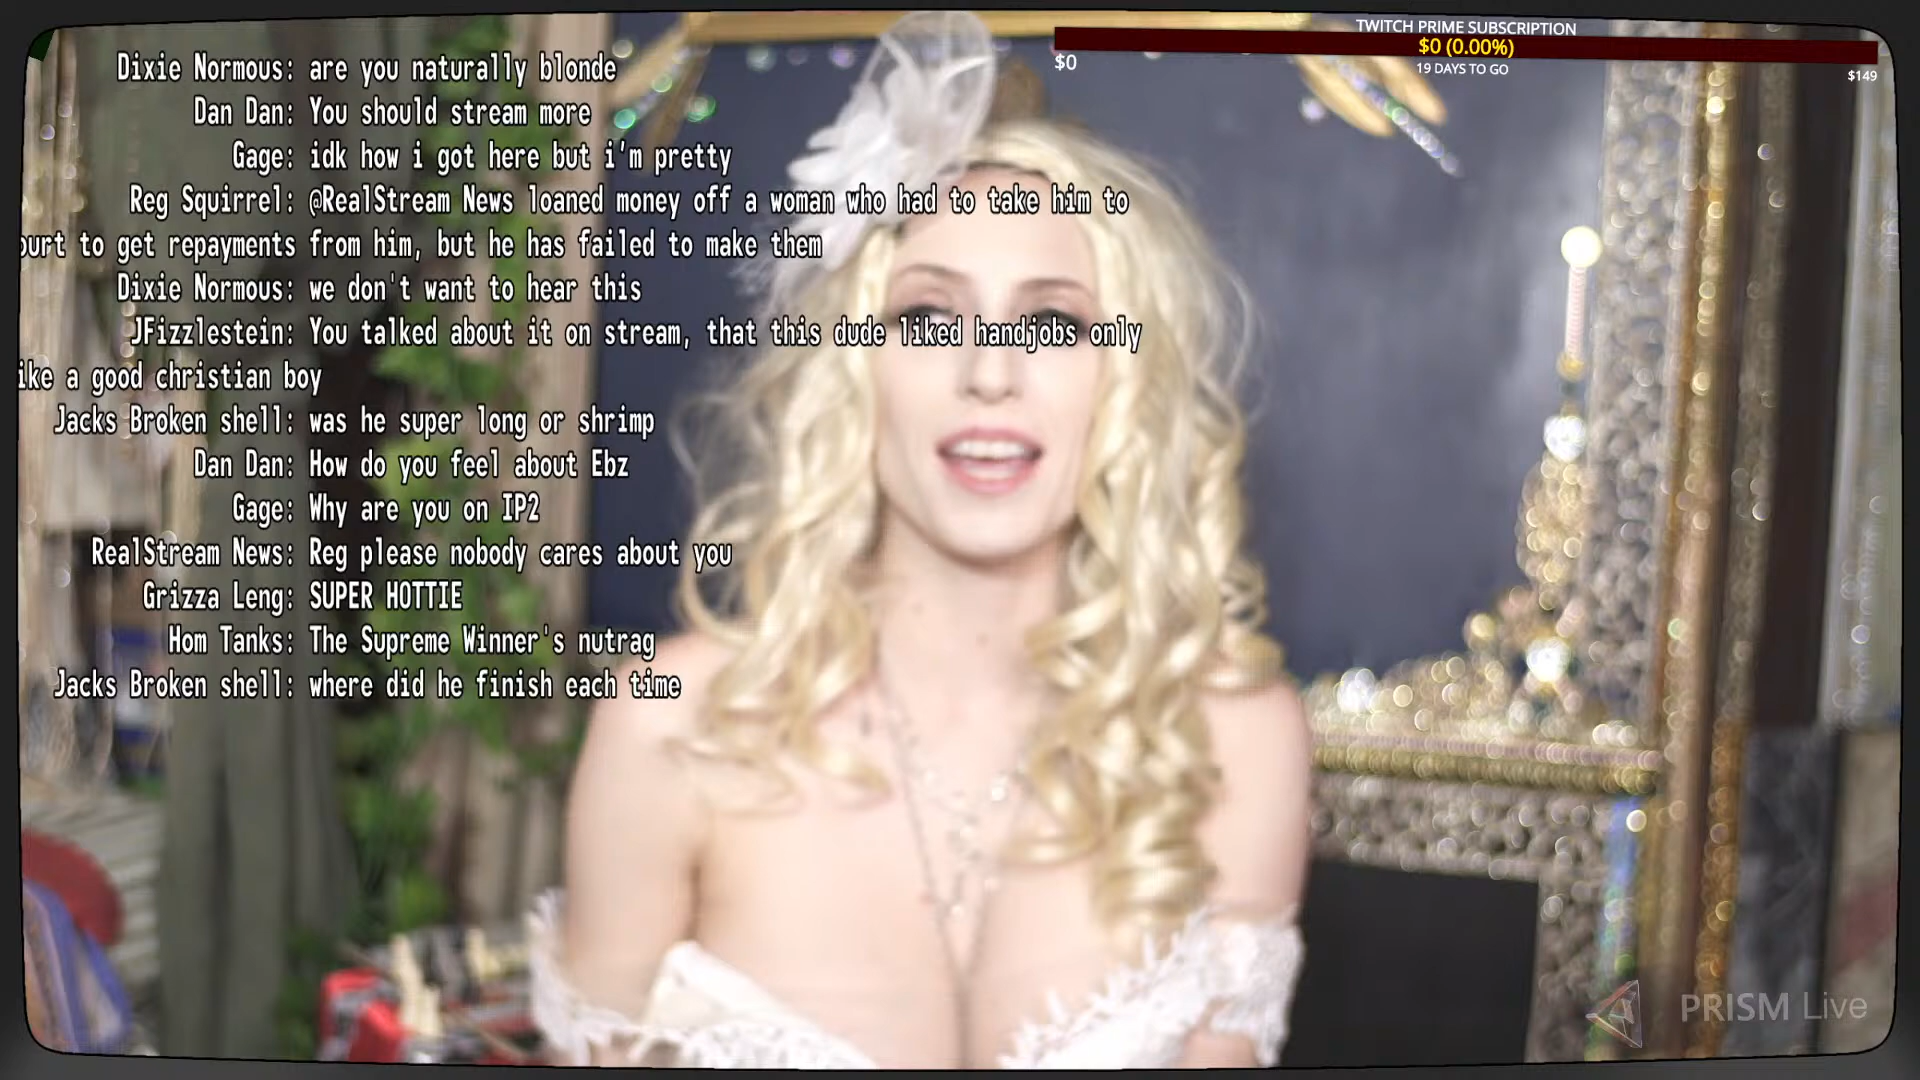 TWITCH PRIME SUBSCRIPTION
$0 (0.00%)
$0
19 DAYS TO GO
$149
Dixie Normous: are you naturally blonde
Dan Dan: You should stream more
Gage: idk how i got here but i'm pretty
Reg Squirrel: @RealStream News loaned money off a woman who had to take him to
ourt to get repayments from him, but he has failed to make them
Dixie Normous: we don't want to hear this
JFizzlestein: You talked about it on stream, that this dude liked handjobs only
ike a good christian boy
Jacks Broken shell: was he super long or shrimp
Dan Dan: How do you feel about Ebz
Gage: Why are you on IP2
RealStream News: Reg please nobody cares about you
Grizza Leng: SUPER HOTTIE
Hom Tanks: The Supreme Winner's nutrag
Jacks Broken shell: where did he finish each time
PRISM Live